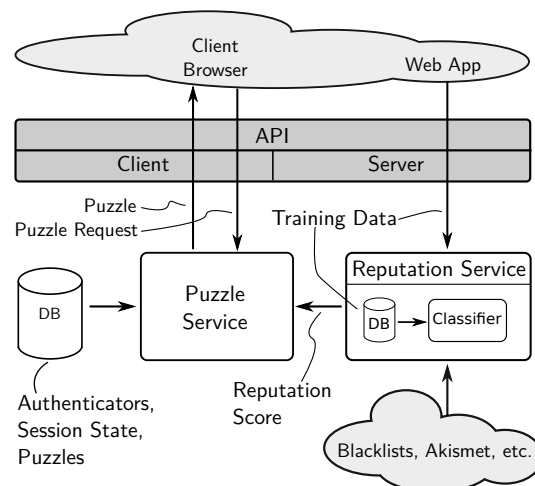 Client
Browser
Web App
API
Client
Server
Puzzle
Puzzle Request
Training Data
DB
Puzzle
Service
Reputation Service
DB
Classifier
Reputation
Score
Authenticators,
Session State,
Puzzles
Blacklists, Akismet, etc.